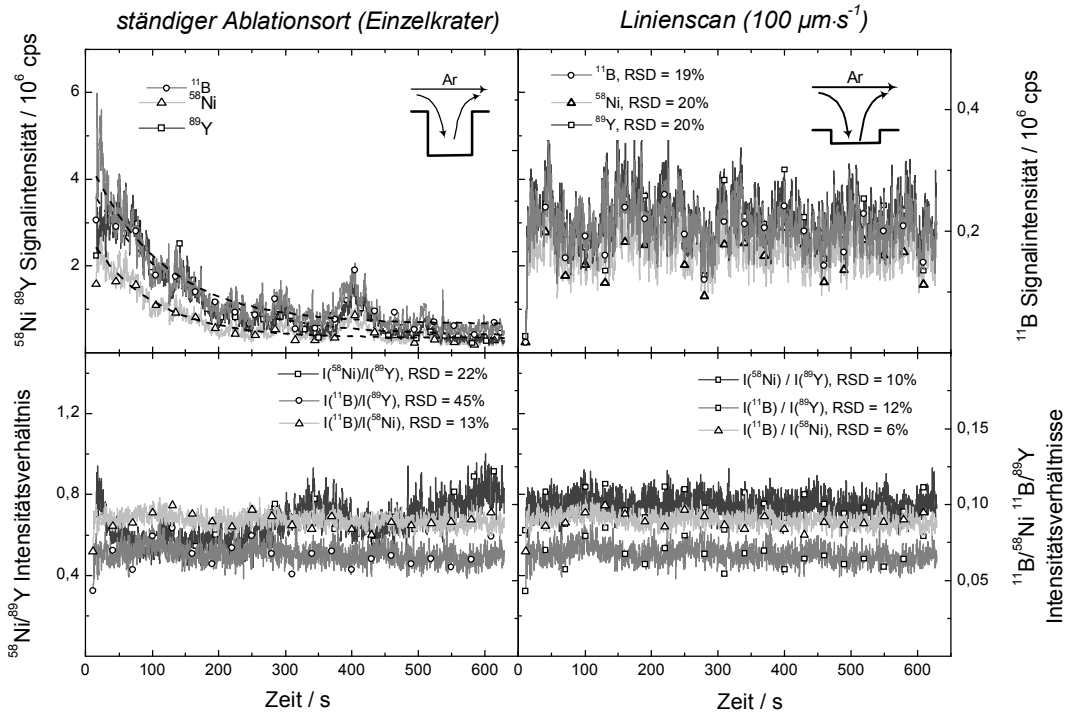 ständiger Ablationsort (Einzelkrater)
Linienscan (100 µm·s⁻¹)
⁵⁸Ni ⁸⁹Y Signalintensität / 10⁶ cps
6
4
2
¹¹B
⁵⁸Ni
⁸⁹Y
Ar
¹¹B, RSD = 19%
⁵⁸Ni, RSD = 20%
⁸⁹Y, RSD = 20%
Ar
0,4
0,2
¹¹B Signalintensität / 10⁶ cps
⁵⁸Ni/⁸⁹Y Intensitätsverhältnis
1,2
0,8
0,4
I(⁵⁸Ni)/I(⁸⁹Y), RSD = 22%
I(¹¹B)/I(⁸⁹Y), RSD = 45%
I(¹¹B)/I(⁵⁸Ni), RSD = 13%
I(⁵⁸Ni) / I(⁸⁹Y), RSD = 10%
I(¹¹B) / I(⁸⁹Y), RSD = 12%
I(¹¹B) / I(⁵⁸Ni), RSD = 6%
0,15
0,10
0,05
¹¹B/⁵⁸Ni ¹¹B/⁸⁹Y
Intensitätsverhältnisse
0 100 200 300 400 500 600
0 100 200 300 400 500 600
Zeit / s
Zeit / s